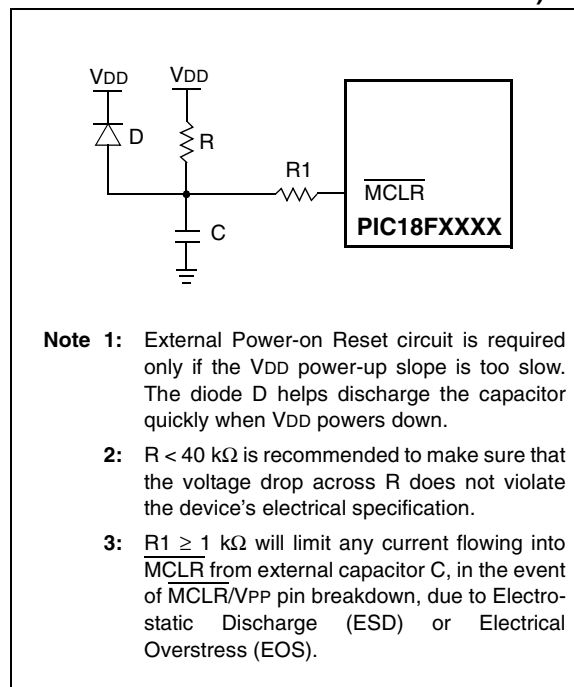 VDD VDD
D
R
R1
MCLR
PIC18FXXXX
C
Note 1: External Power-on Reset circuit is required
only if the VDD power-up slope is too slow.
The diode D helps discharge the capacitor
quickly when VDD powers down.
2: R < 40 kΩ is recommended to make sure that
the voltage drop across R does not violate
the device's electrical specification.
3: R1 ≥ 1 kΩ will limit any current flowing into
MCLR from external capacitor C, in the event
of MCLR/VPP pin breakdown, due to Electro-
static Discharge (ESD) or Electrical
Overstress (EOS).